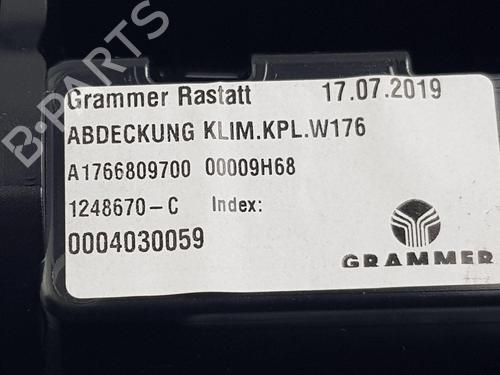 B-PARTS
Grammer Rastatt 17.07.2019
ABDECKUNG KLIM.KPL.W176
A1766809700 00009H68
1248670-C Index:
0004030059
GRAMMER